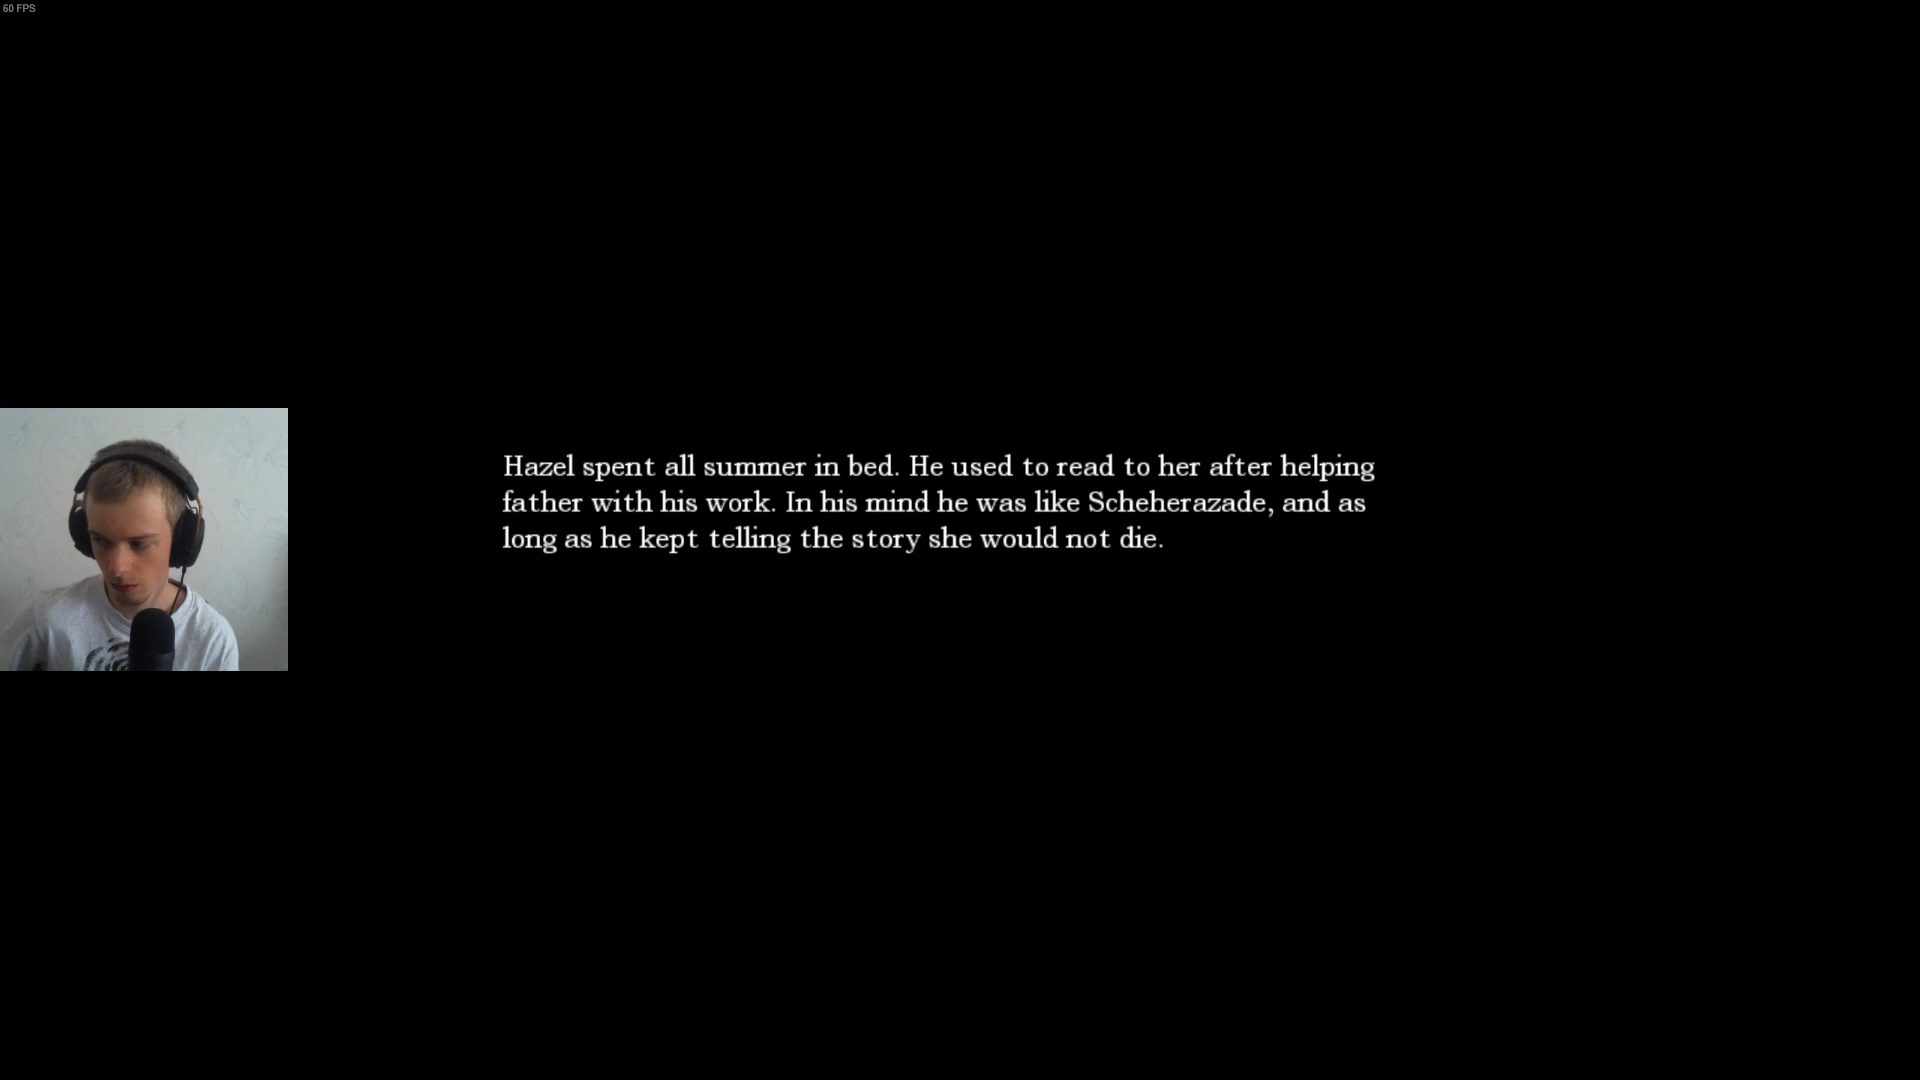 60 FPS
Hazel spent all summer in bed. He used to read to her after helping
father with his work. In his mind he was like Scheherazade, and as
long as he kept telling the story she would not die.